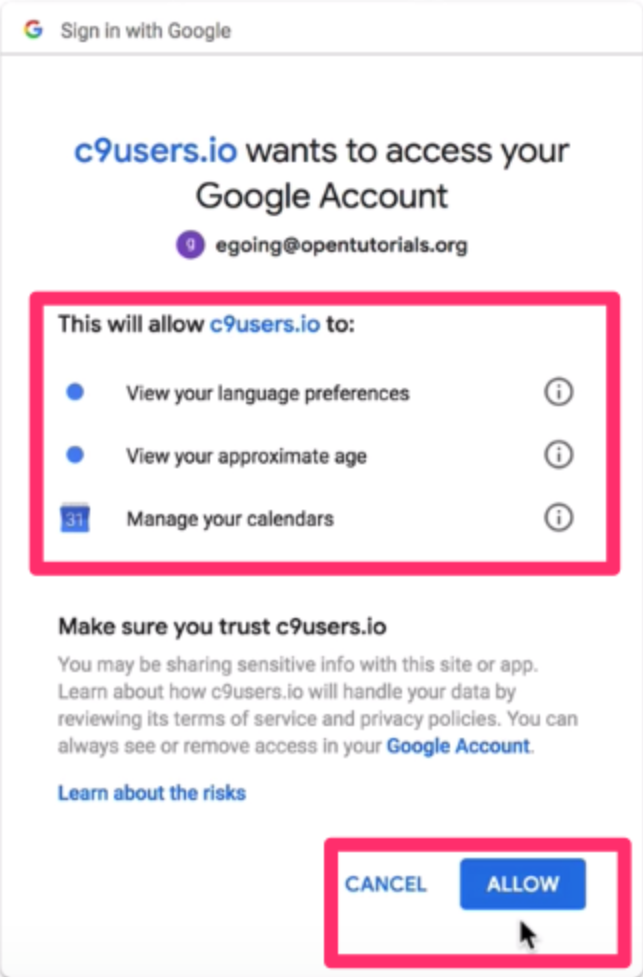 Sign in with Google
c9users.io wants to access your
Google Account
g egoing@opentutorials.org
This will allow c9users.io to:
View your language preferences
View your approximate age
31 Manage your calendars
Make sure you trust c9users.io
You may be sharing sensitive info with this site or app.
Learn about how c9users.io will handle your data by
reviewing its terms of service and privacy policies. You can
always see or remove access in your Google Account.
Learn about the risks
CANCEL ALLOW